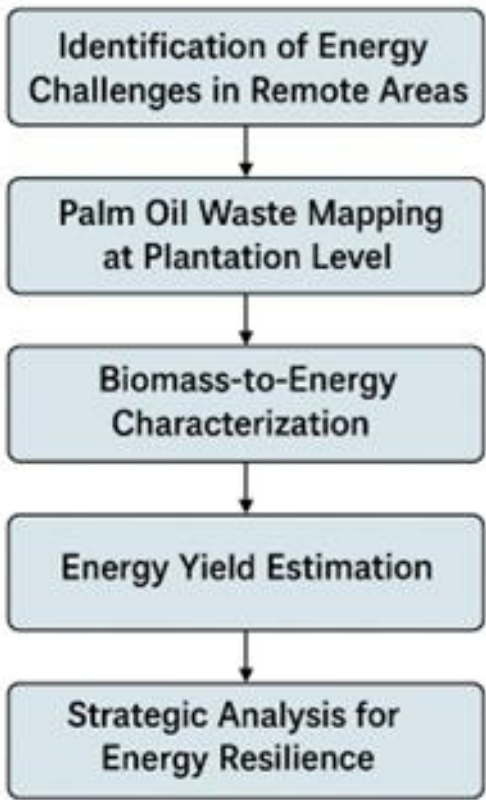 Identification of Energy
Challenges in Remote Areas
Palm Oil Waste Mapping
at Plantation Level
Biomass-to-Energy
Characterization
Energy Yield Estimation
Strategic Analysis for
Energy Resilience